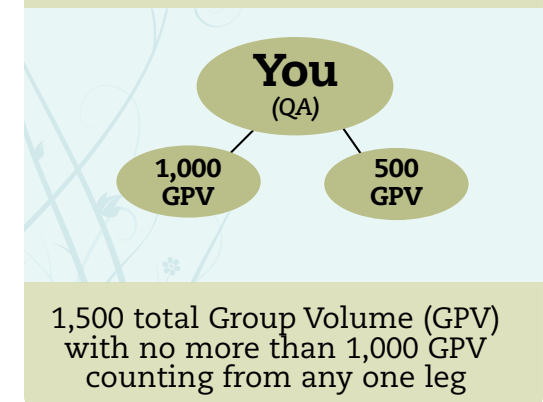 You
(QA)
1,000
GPV
500
GPV
1,500 total Group Volume (GPV)
with no more than 1,000 GPV
counting from any one leg